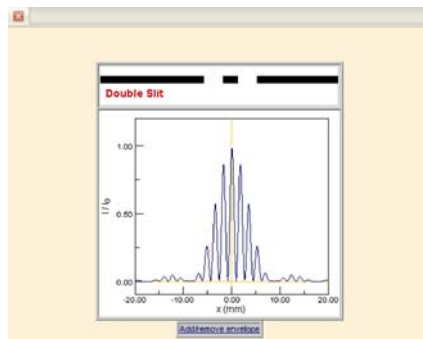 Double Slit
1.00
I / I₀
0.50
0.00
-20.00 -10.00 0.00 10.00 20.00
x (mm)
Add/remove envelope